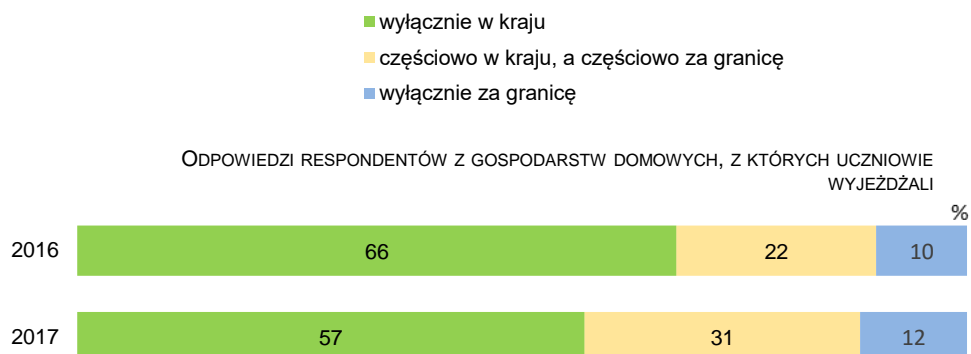 wyłącznie w kraju
częściowo w kraju, a częściowo za granicę
wyłącznie za granicę
ODPOWIEDZI RESPONDENTÓW Z GOSPODARSTW DOMOWYCH, Z KTÓRYCH UCZNIOWIE
WYJEŻDŻALI
%
2016 66 22 10
2017 57 31 12